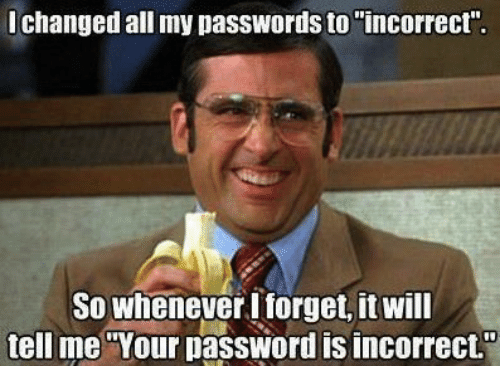 I changed all my passwords to "incorrect".
So whenever I forget, it will
tell me "Your password is incorrect."